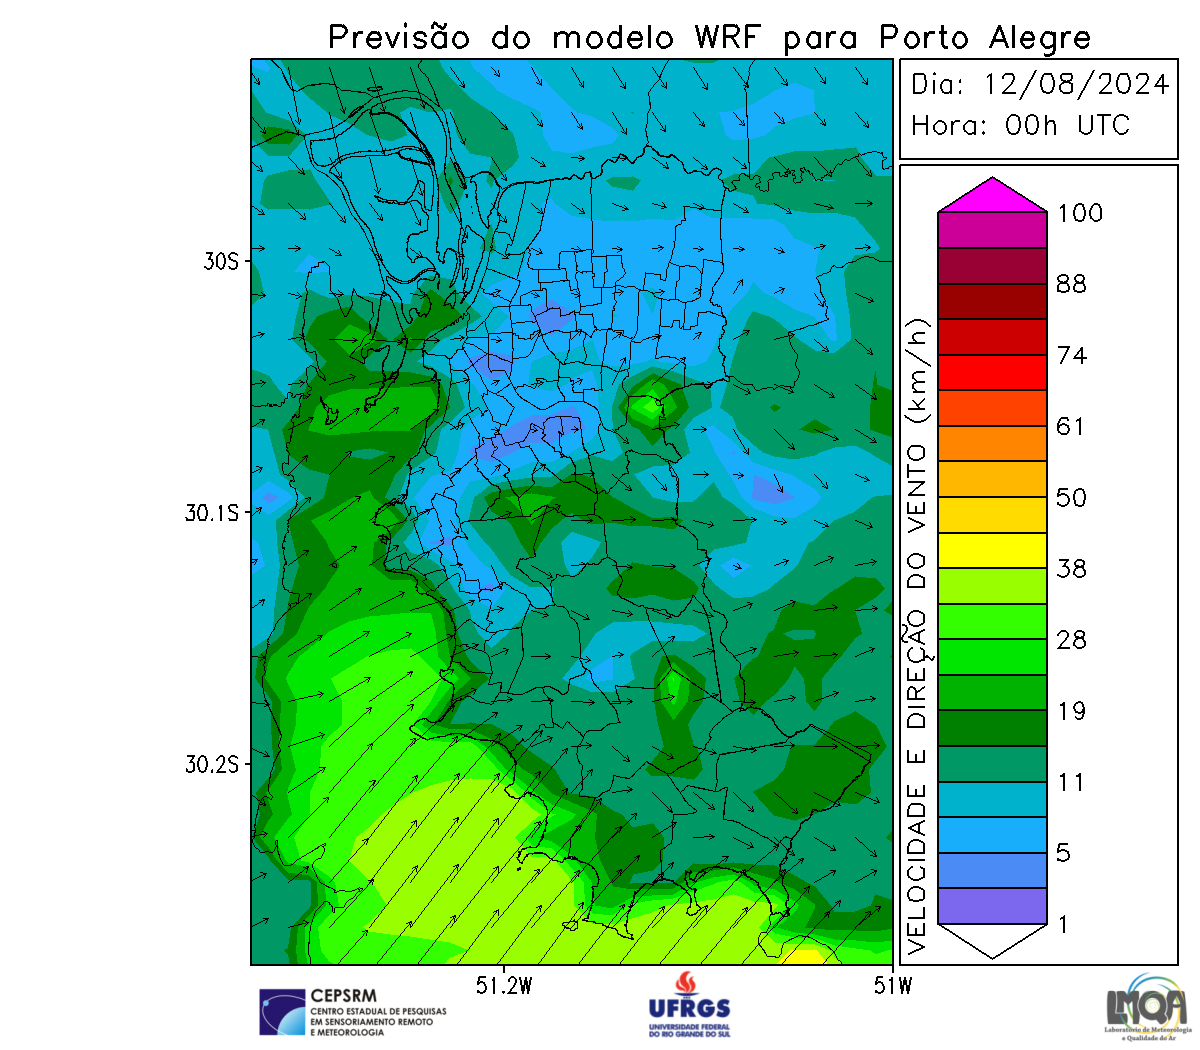 Previsão do modelo WRF para Porto Alegre
Dia: 12/08/2024
Hora: 00h UTC
30S
30.1S
30.2S
51.2W
51W
VELOCIDADE E DIREÇÃO DO VENTO (km/h)
100
88
74
61
50
38
28
19
11
5
1
CEPSRM
CENTRO ESTADUAL DE PESQUISAS
EM SENSORIAMENTO REMOTO
E METEOROLOGIA
UFRGS
UNIVERSIDADE FEDERAL
DO RIO GRANDE DO SUL
LMQA
Laboratório de Meteorologia
e Qualidade do Ar